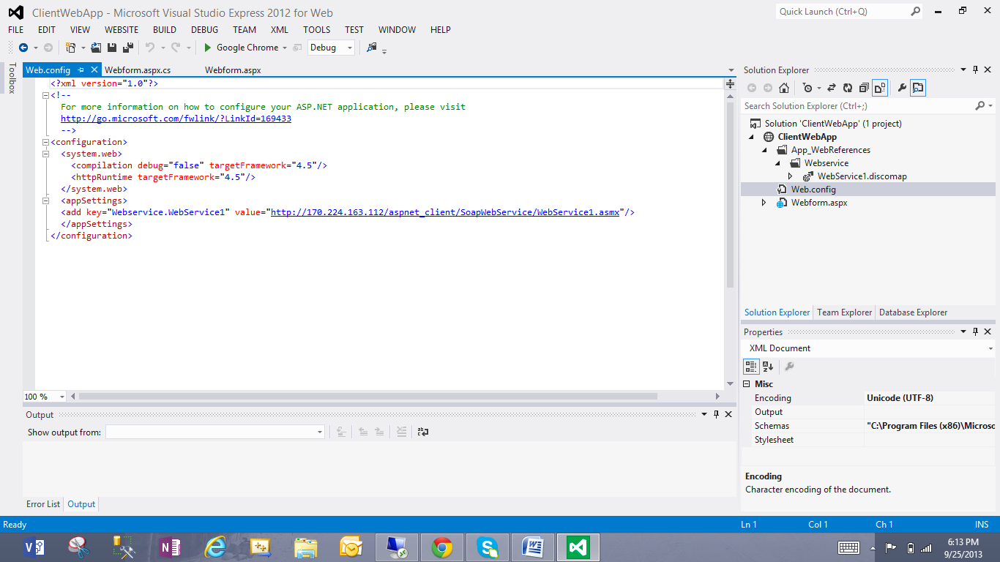 ClientWebApp - Microsoft Visual Studio Express 2012 for Web
Quick Launch (Ctrl+Q)
FILE EDIT VIEW WEBSITE BUILD DEBUG TEAM XML TOOLS TEST WINDOW HELP
Google Chrome Debug
Toolbox
Web.config Webform.aspx.cs Webform.aspx
<?xml version="1.0"?>
<!--
For more information on how to configure your ASP.NET application, please visit
http://go.microsoft.com/fwlink/?LinkId=169433
-->
<configuration>
<system.web>
<compilation debug="false" targetFramework="4.5"/>
<httpRuntime targetFramework="4.5"/>
</system.web>
<appSettings>
<add key="Webservice.WebService1" value="http://170.224.163.112/aspnet_client/SoapWebService/WebService1.asmx"/>
</appSettings>
</configuration>
100 %
Output
Show output from:
Error List Output
Solution Explorer
Search Solution Explorer (Ctrl+;)
Solution 'ClientWebApp' (1 project)
ClientWebApp
App_WebReferences
Webservice
WebService1.discomap
Web.config
Webform.aspx
Solution Explorer Team Explorer Database Explorer
Properties
XML Document
Misc
Encoding Unicode (UTF-8)
Output
Schemas "C:\Program Files (x86)\Microsc
Stylesheet
Encoding
Character encoding of the document.
Ready Ln 1 Col 1 Ch 1 INS
6:13 PM
9/25/2013